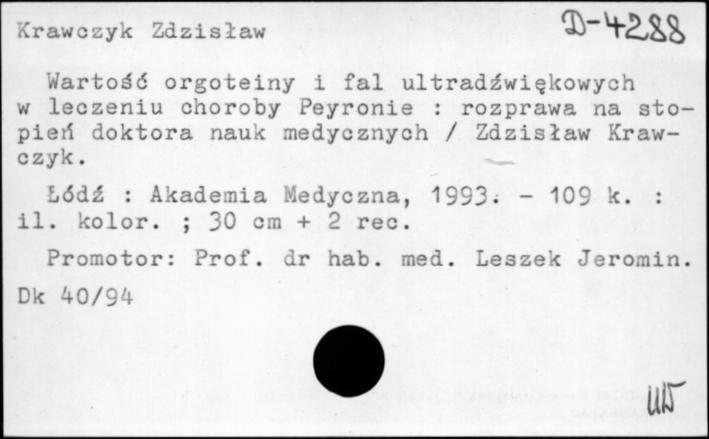 Krawczyk Zdzisław
D-4288
Wartość orgoteiny i fal ultradźwiękowych
w leczeniu choroby Peyronie : rozprawa na sto-
pień doktora nauk medycznych / Zdzisław Kraw-
czyk.
Łódź : Akademia Medyczna, 1993. - 109 k. :
il. kolor. ; 30 cm + 2 rec.
Promotor: Prof. dr hab. med. Leszek Jeromin.
Dk 40/94